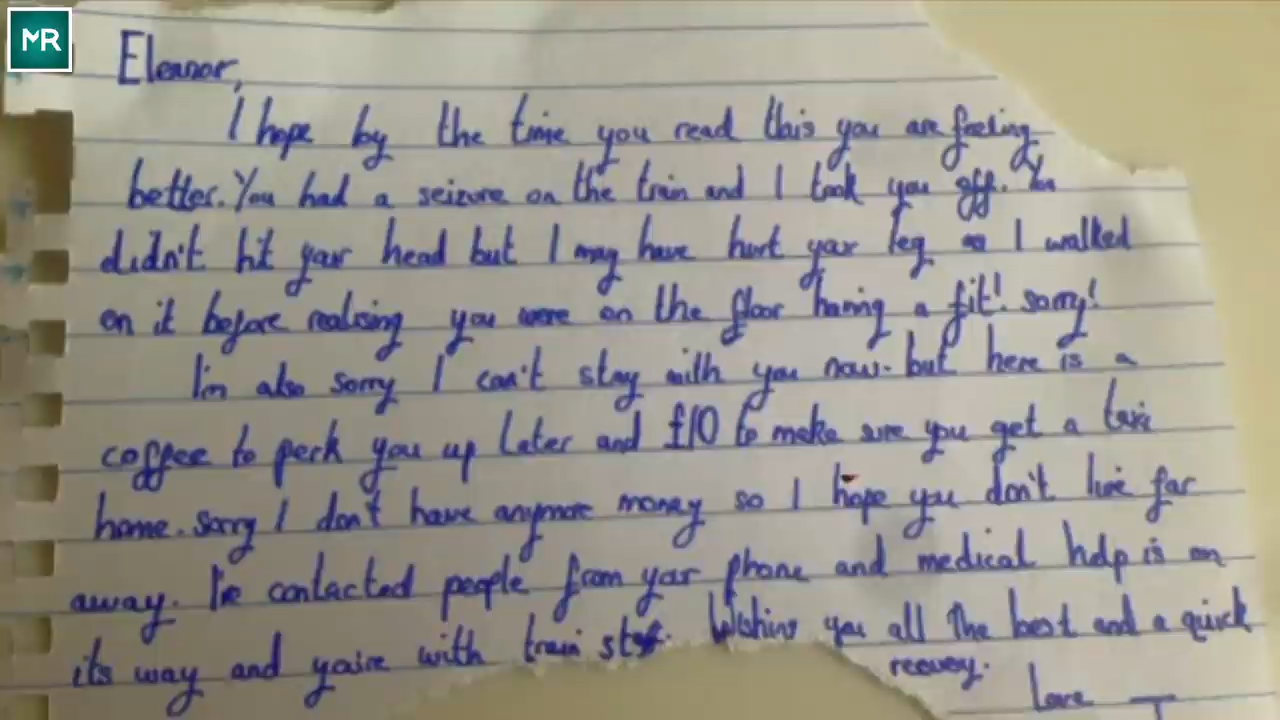 MR
Eleanor,
I hope by the time you read this you are feeling
better. You had a seizure on the train and I took you off. You
didn't hit your head but I may have hurt your leg as I walked
on it before realising you were on the floor having a fit! sorry!
I'm also sorry I can't stay with you now. but here is a
coffee to perk you up later and £10 to make sure you get a taxi
home. sorry I don't have anymore money so I hope you don't live far
away. I've contacted people from your phone and medical help is on
its way and you're with train staff. Wishing you all the best and a quick
recovery.
Love